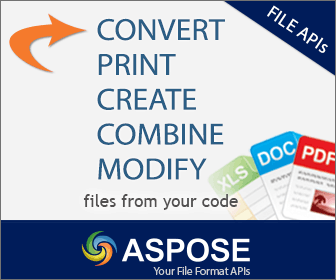 FILE APIs
CONVERT
PRINT
CREATE
COMBINE
MODIFY
files from your code
XLS
DOC
PDF
ASPOSE
Your File Format APIs